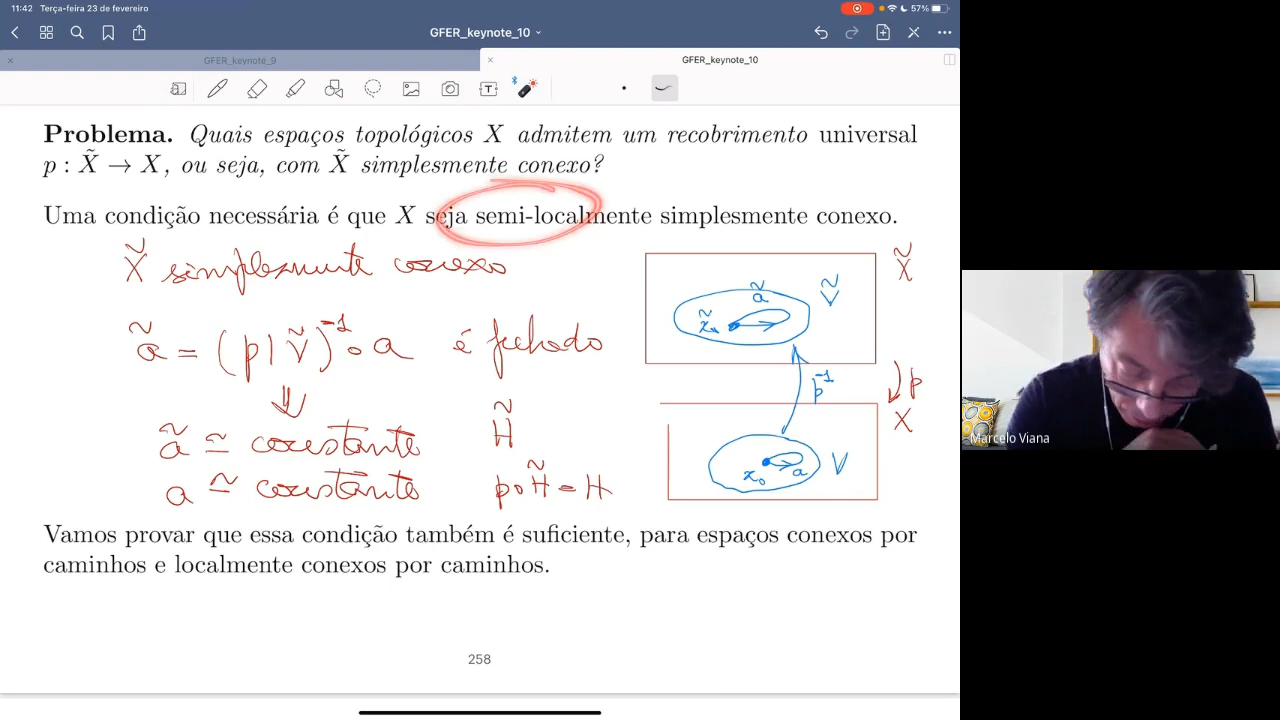 11:42 Terça-feira 23 de fevereiro 57%
GFER_keynote_10
GFER_keynote_9 GFER_keynote_10
Problema. Quais espaços topológicos X admitem um recobrimento universal
p : X̃ → X, ou seja, com X̃ simplesmente conexo?
Uma condição necessária é que X seja semi-localmente simplesmente conexo.
X̃ simplesmente conexo
ã = (p|Ṽ)⁻¹ ∘ a é fechado
⇓
ã ≃ constante H̃
a ≃ constante p∘H̃ = H
X̃
ã Ṽ
x̃₀
p⁻¹ p
X
x₀ a V
Vamos provar que essa condição também é suficiente, para espaços conexos por
caminhos e localmente conexos por caminhos.
258
Marcelo Viana